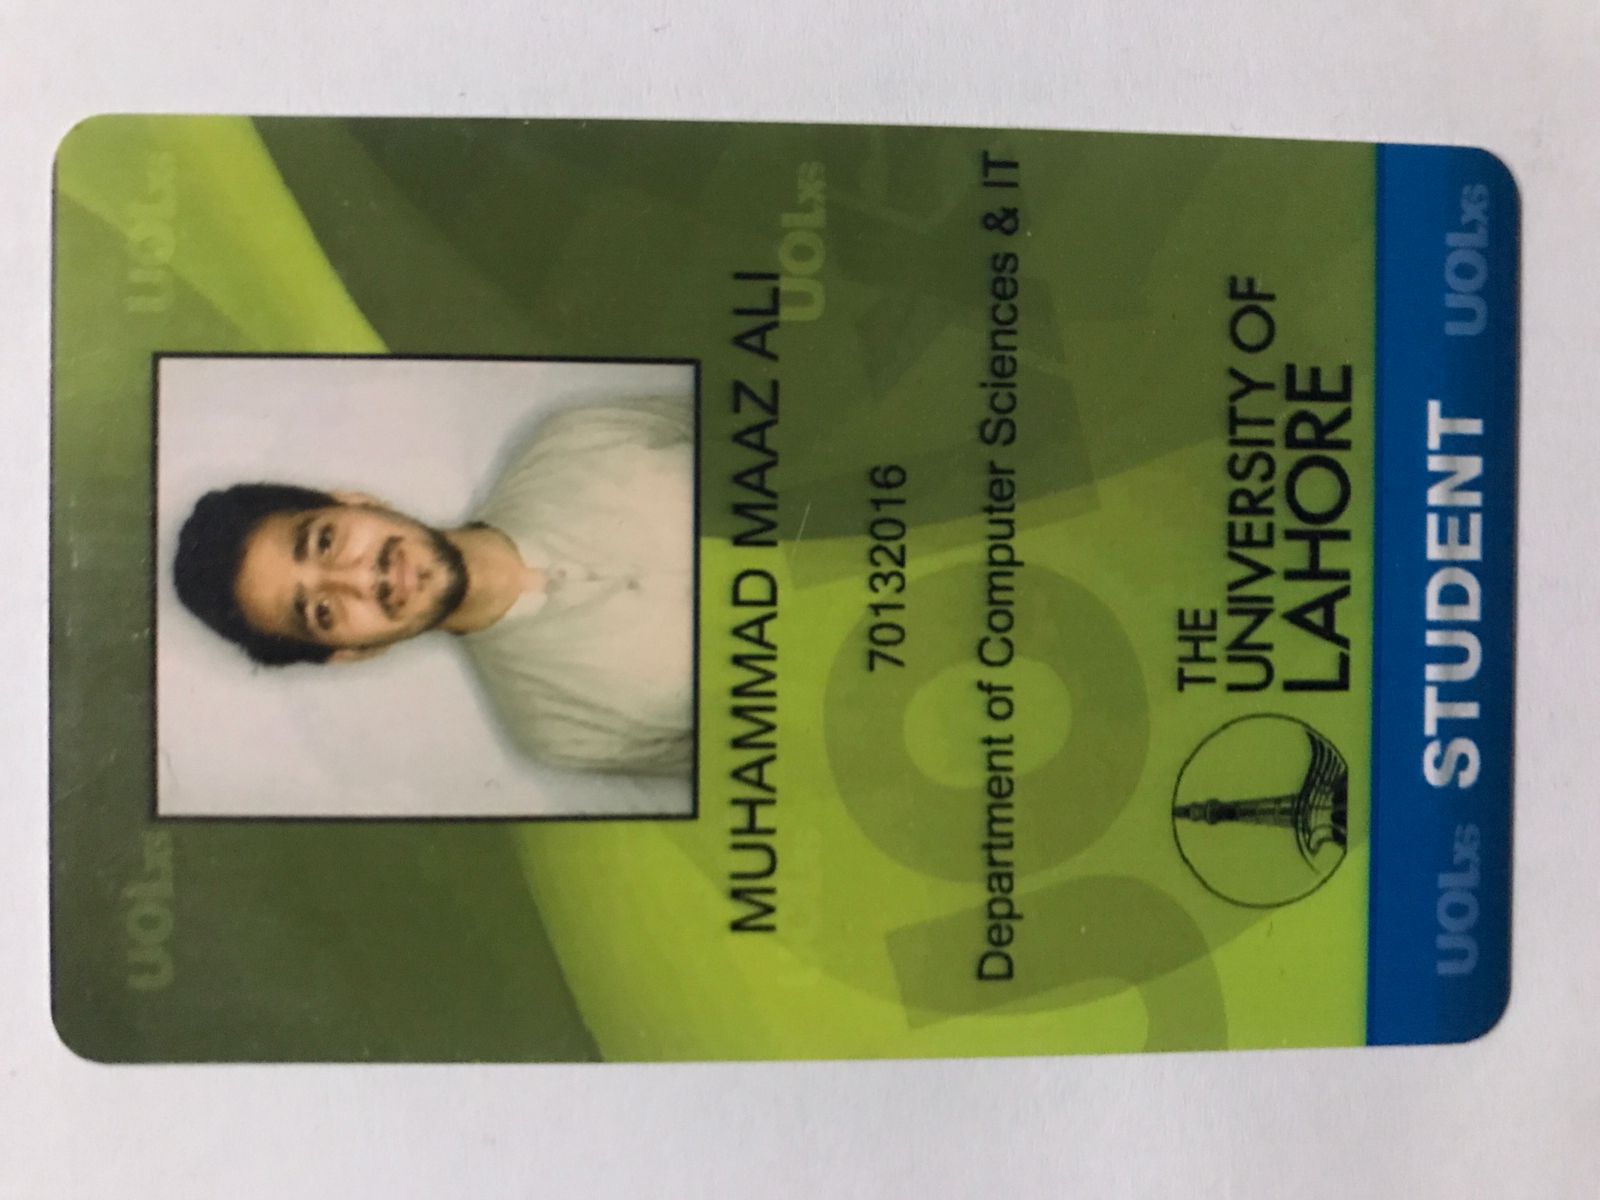 UOLxs
UOLxs
MUHAMMAD MAAZ ALI
UOLxs
UOLxs
70132016
Department of Computer Sciences & IT
THE
UNIVERSITY OF
LAHORE
UOLxs STUDENT UOLxs